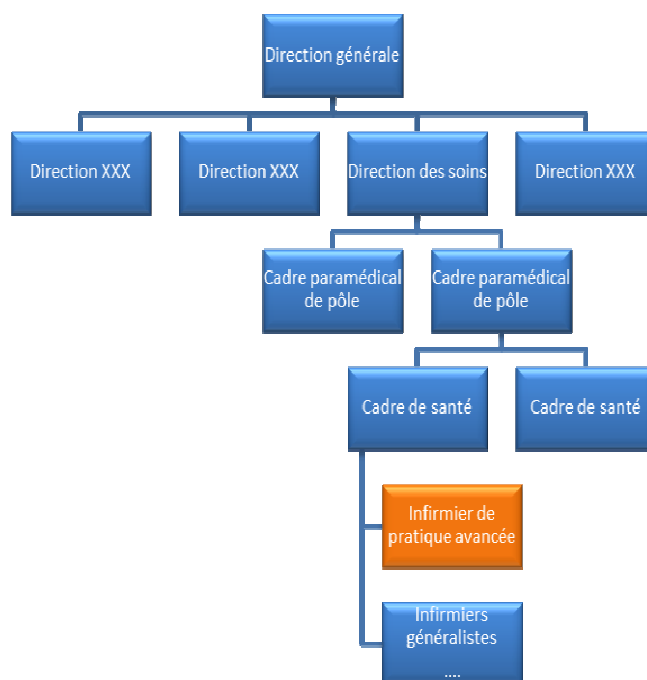 Direction générale
Direction XXX
Direction XXX
Direction des soins
Direction XXX
Cadre paramédical
de pôle
Cadre paramédical
de pôle
Cadre de santé
Cadre de santé
Infirmier de
pratique avancée
Infirmiers
généralistes
....